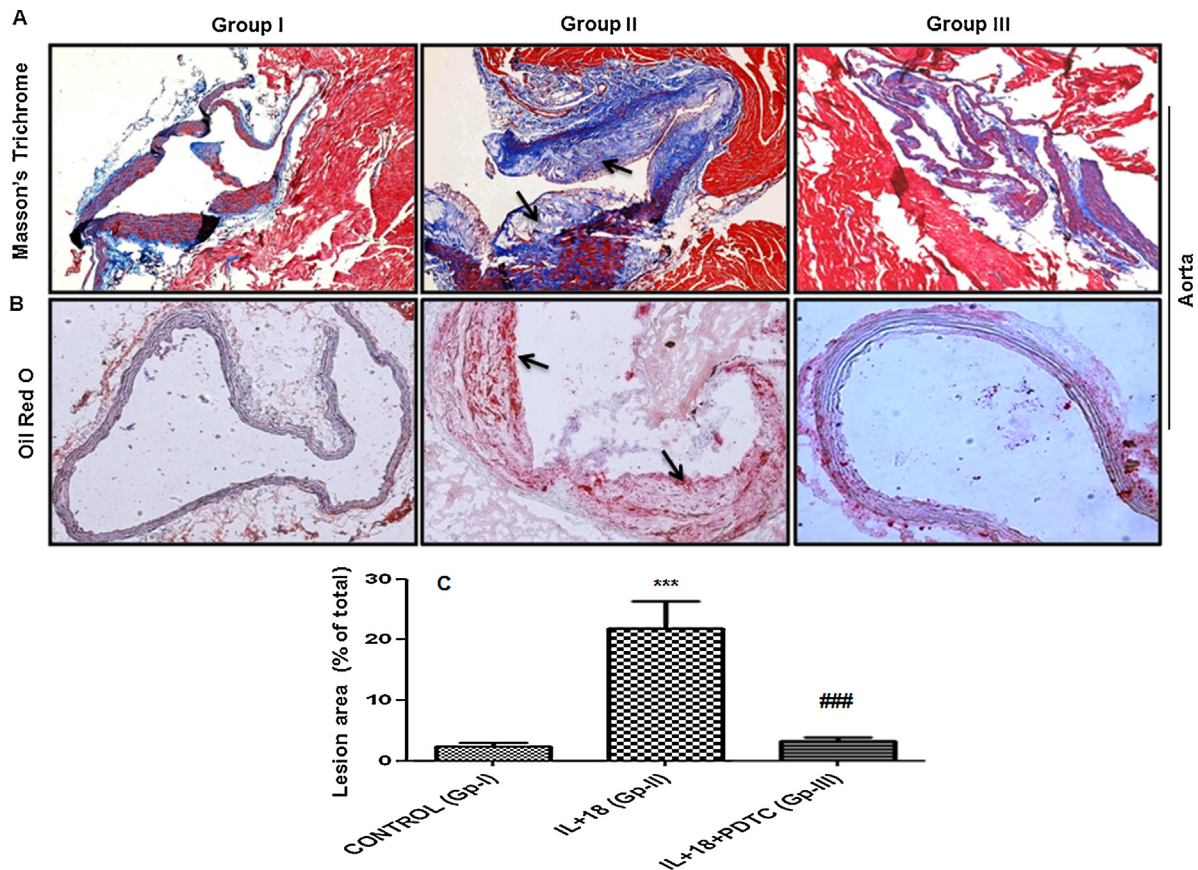 A
Group I
Group II
Group III
Masson's Trichrome
B
Oil Red O
Aorta
C
Lesion area (% of total)
30
20
10
0
***
###
CONTROL (Gp-I)
IL+18 (Gp-II)
IL+18+PDTC (Gp-III)